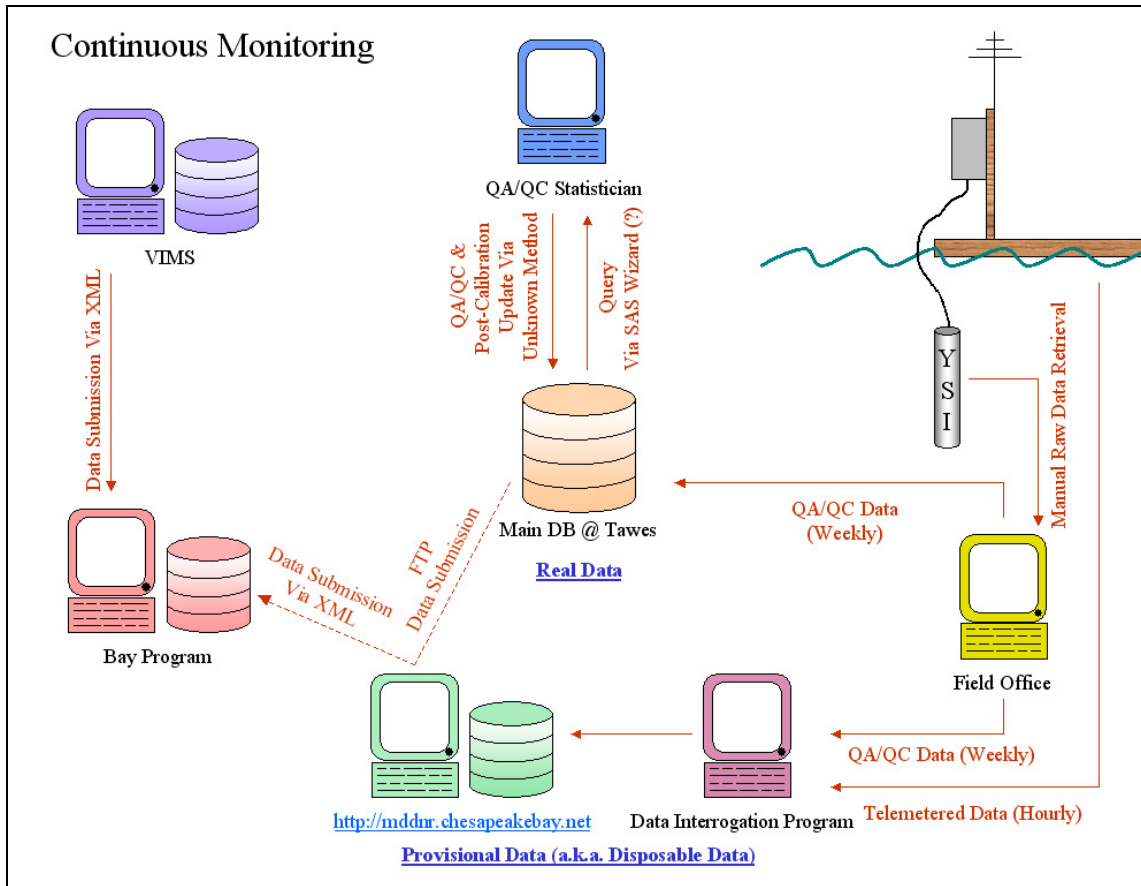 Continuous Monitoring
QA/QC Statistician
VIMS
Data Submission Via XML
QA/QC &
Post-Calibration
Update Via
Unknown Method
Query
Via SAS Wizard (?)
Y
S
I
Manual Raw Data Retrieval
Main DB @ Tawes
Real Data
QA/QC Data
(Weekly)
FTP
Data Submission
Data Submission
Via XML
Bay Program
Field Office
QA/QC Data (Weekly)
Telemetered Data (Hourly)
http://mddnr.chesapeakebay.net
Data Interrogation Program
Provisional Data (a.k.a. Disposable Data)